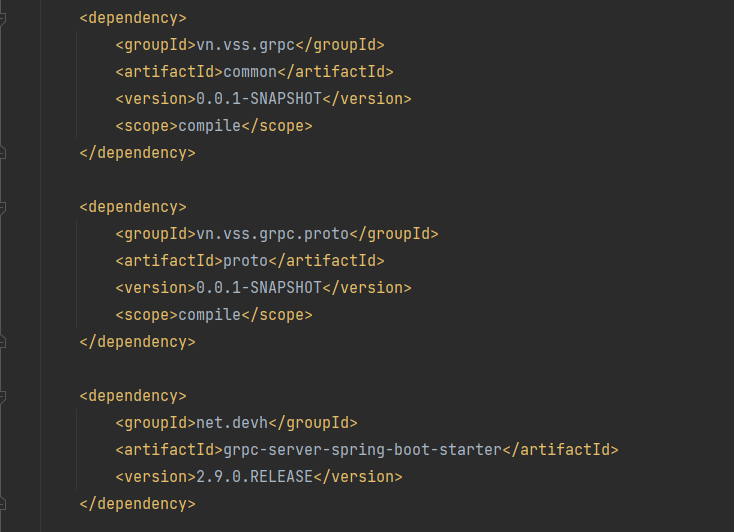 <dependency>
<groupId>vn.vss.grpc</groupId>
<artifactId>common</artifactId>
<version>0.0.1-SNAPSHOT</version>
<scope>compile</scope>
</dependency>
<dependency>
<groupId>vn.vss.grpc.proto</groupId>
<artifactId>proto</artifactId>
<version>0.0.1-SNAPSHOT</version>
<scope>compile</scope>
</dependency>
<dependency>
<groupId>net.devh</groupId>
<artifactId>grpc-server-spring-boot-starter</artifactId>
<version>2.9.0.RELEASE</version>
</dependency>